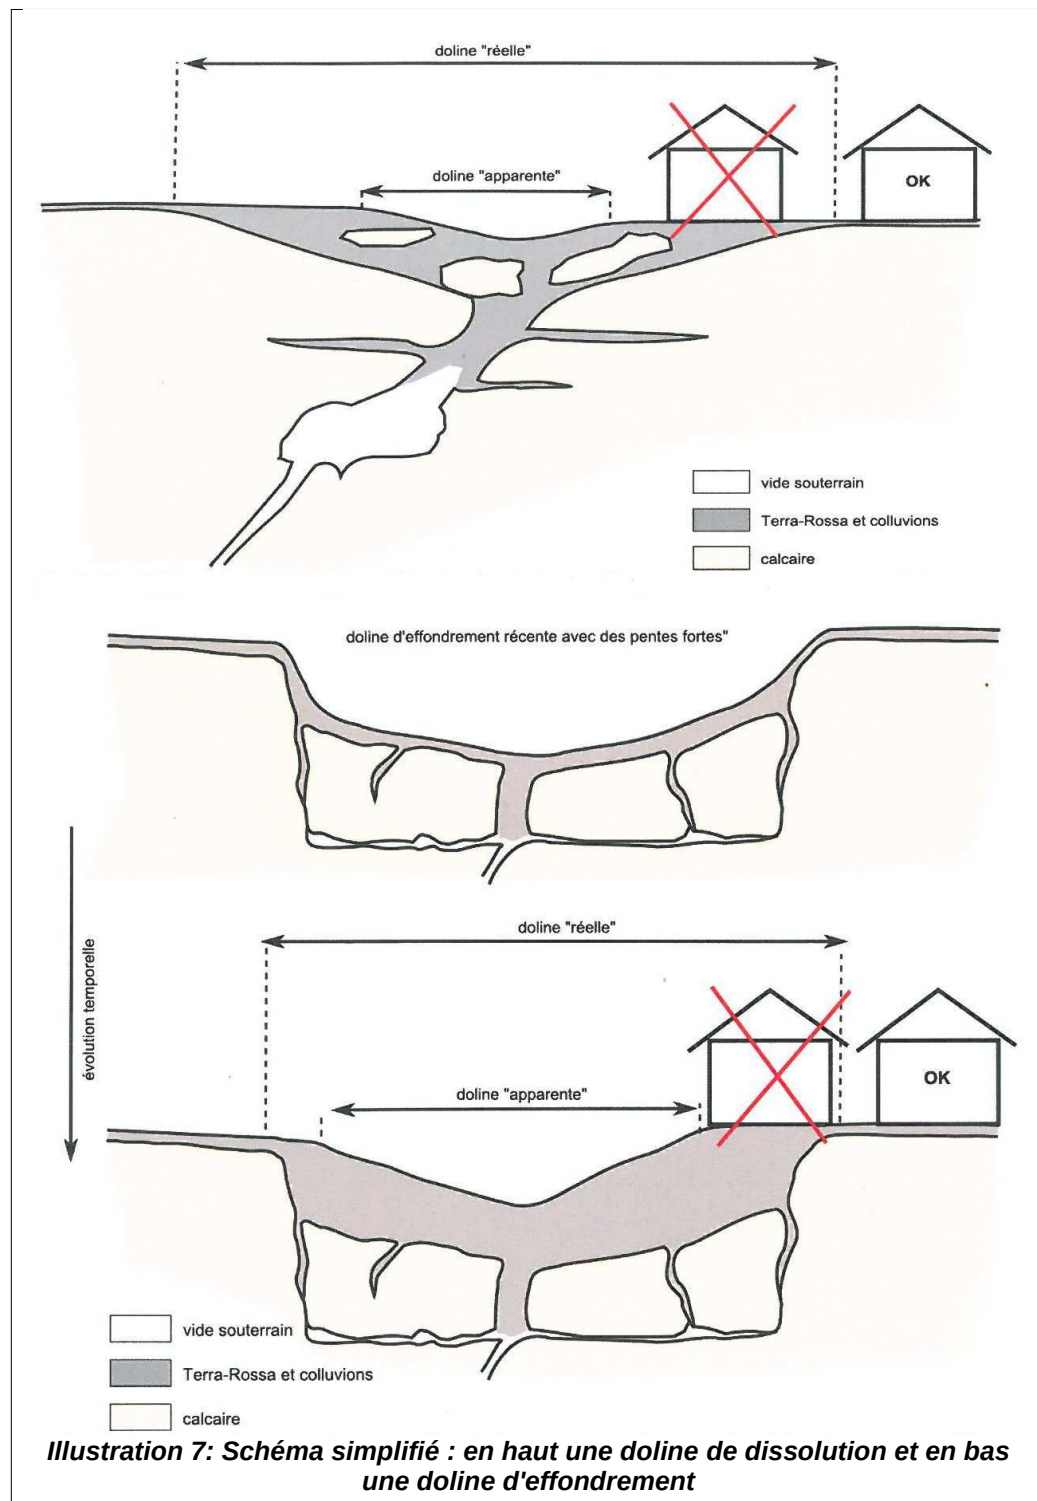 doline "réelle"
doline "apparente"
OK
vide souterrain
Terra-Rossa et colluvions
calcaire
doline d'effondrement récente avec des pentes fortes"
évolution temporelle
doline "réelle"
doline "apparente"
OK
vide souterrain
Terra-Rossa et colluvions
calcaire
Illustration 7: Schéma simplifié : en haut une doline de dissolution et en bas
une doline d'effondrement